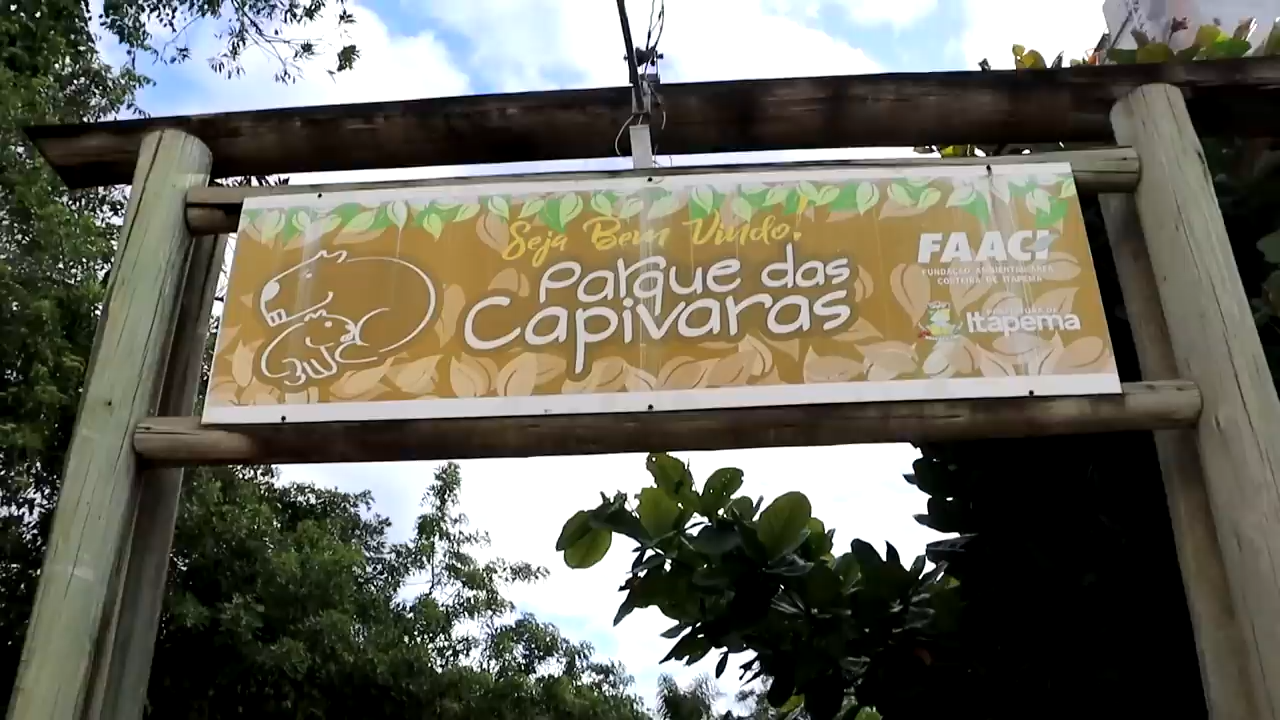 Seja Bem Vindo!
Parque das
Capivaras
FAACI
FUNDAÇÃO AMBIENTAL ÁREA
COSTEIRA DE ITAPEMA
PREFEITURA DE
Itapema